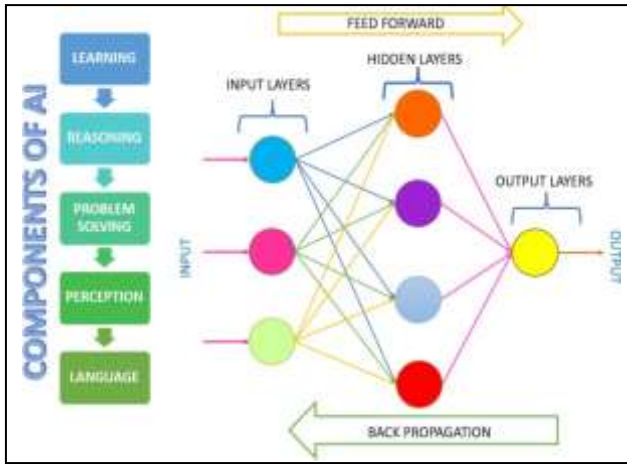 COMPONENTS OF AI
LEARNING
REASONING
PROBLEM
SOLVING
PERCEPTION
LANGUAGE
FEED FORWARD
HIDDEN LAYERS
INPUT LAYERS
OUTPUT LAYERS
INPUT
OUTPUT
BACK PROPAGATION